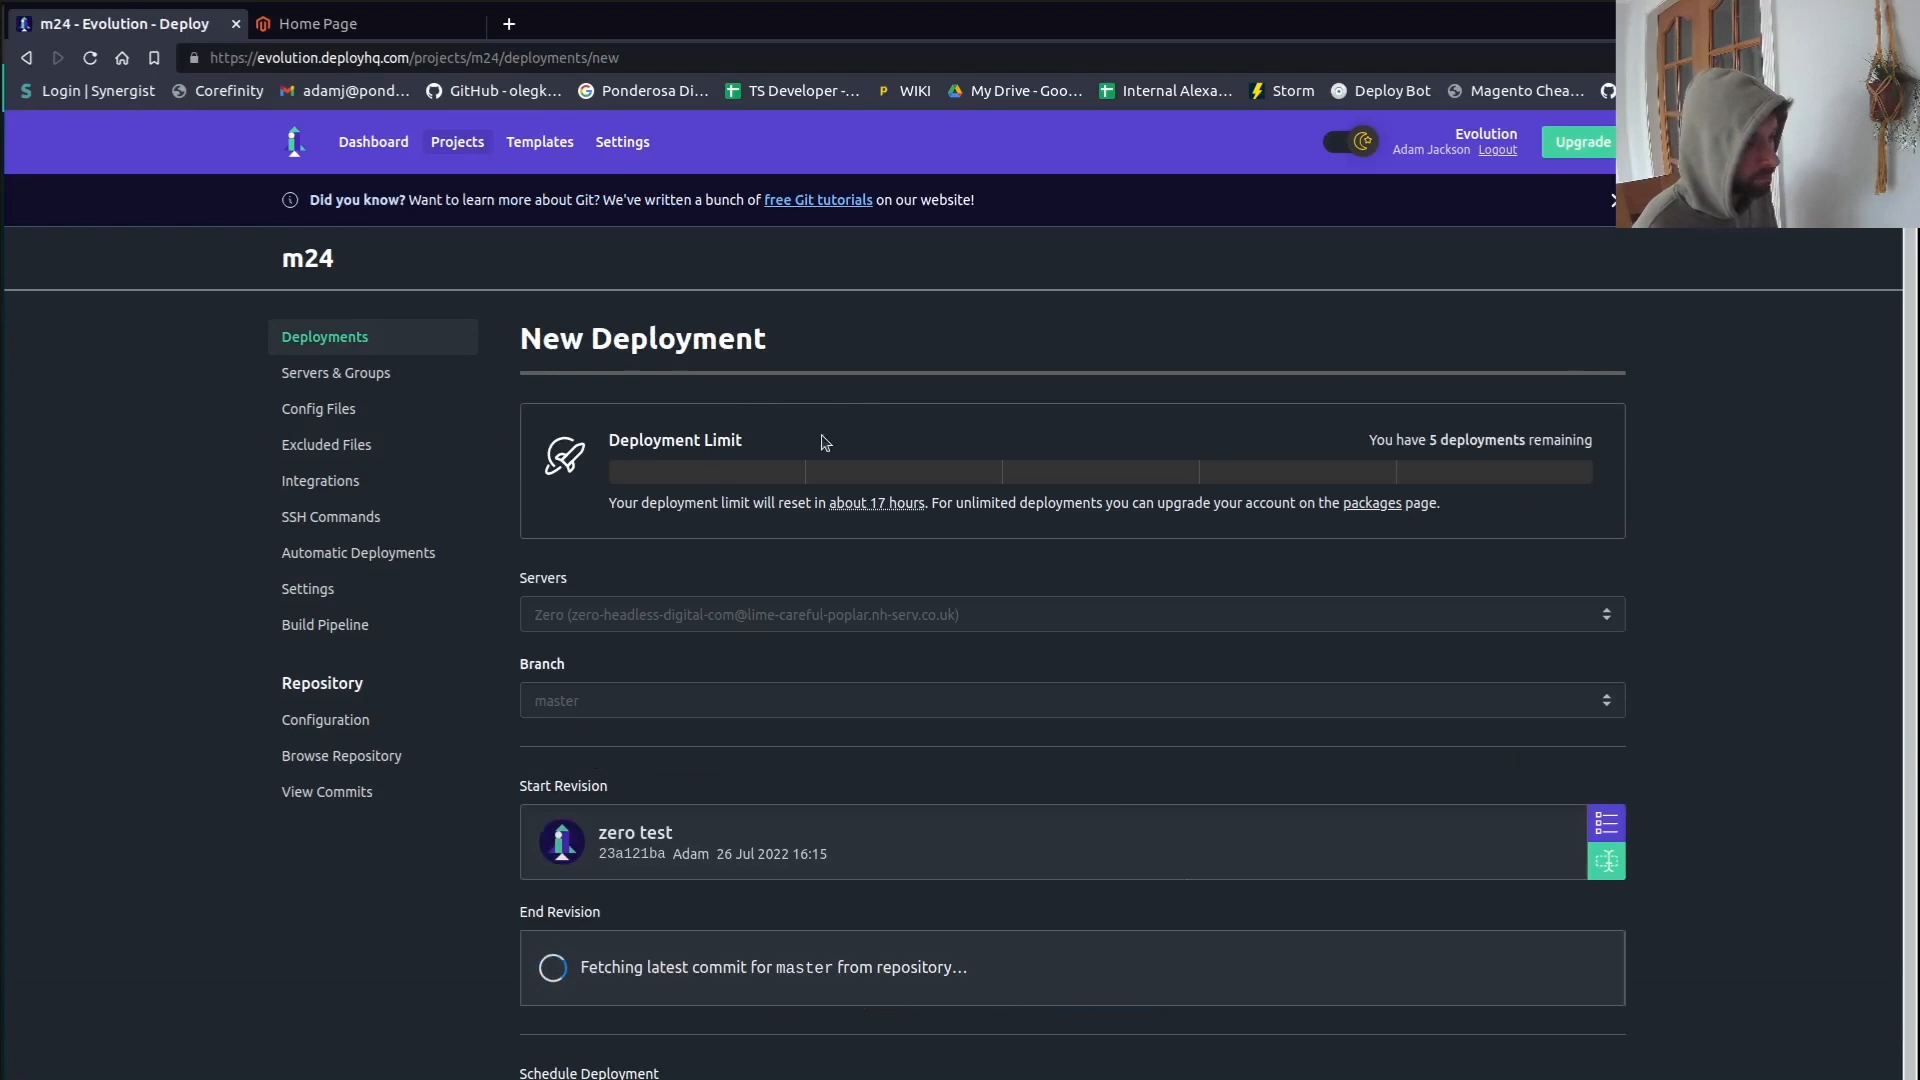 m24 - Evolution - Deploy
Home Page
https://evolution.deployhq.com/projects/m24/deployments/new
Login | Synergist
Corefinity
adamj@pond...
GitHub - olegk...
Ponderosa Di...
TS Developer -...
WIKI
My Drive - Goo...
Internal Alexa...
Storm
Deploy Bot
Magento Chea...
Dashboard
Projects
Templates
Settings
Evolution
Adam Jackson Logout
Upgrade
Did you know? Want to learn more about Git? We've written a bunch of free Git tutorials on our website!
m24
Deployments
Servers & Groups
Config Files
Excluded Files
Integrations
SSH Commands
Automatic Deployments
Settings
Build Pipeline
Repository
Configuration
Browse Repository
View Commits
New Deployment
Deployment Limit
You have 5 deployments remaining
Your deployment limit will reset in about 17 hours. For unlimited deployments you can upgrade your account on the packages page.
Servers
Zero (zero-headless-digital-com@lime-careful-poplar.nh-serv.co.uk)
Branch
master
Start Revision
zero test
23a121ba Adam 26 Jul 2022 16:15
End Revision
Fetching latest commit for master from repository...
Schedule Deployment